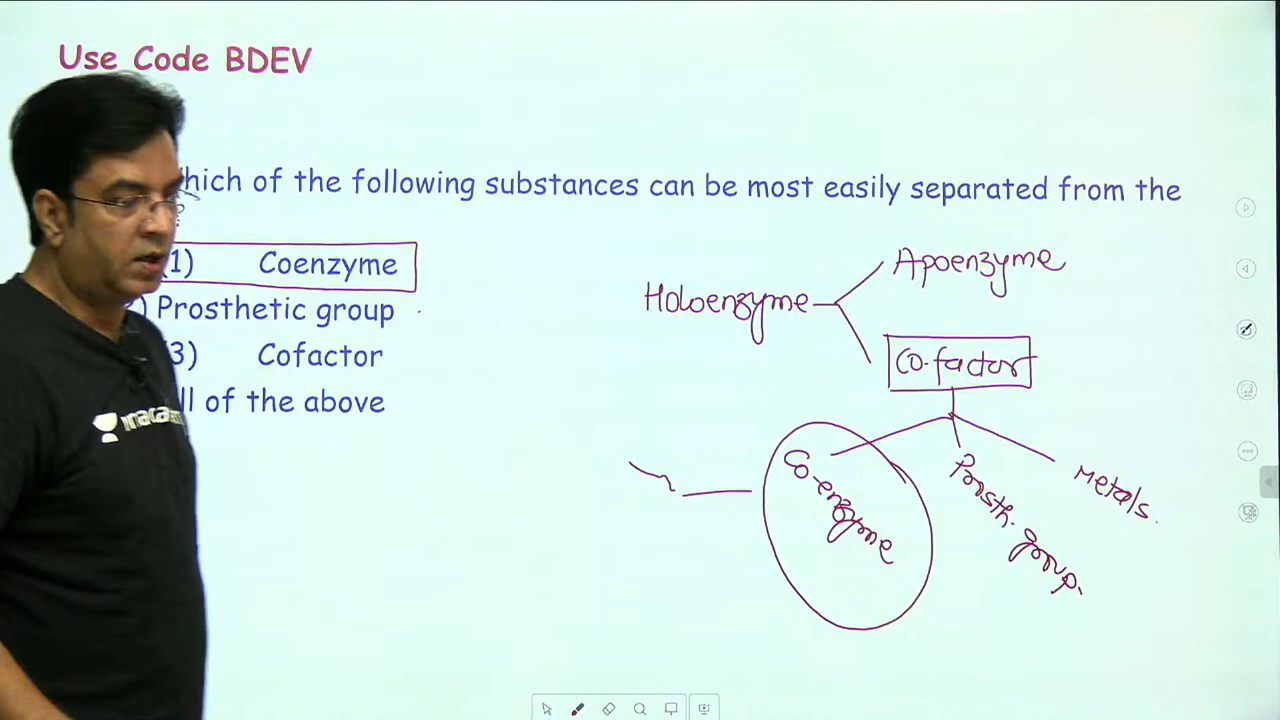 Use Code BDEV
hich of the following substances can be most easily separated from the
(1) Coenzyme
) Prosthetic group
(3) Cofactor
ll of the above
Holoenzyme
Apoenzyme
Co-factor
Co-enzyme
Prosth. group.
Metals.